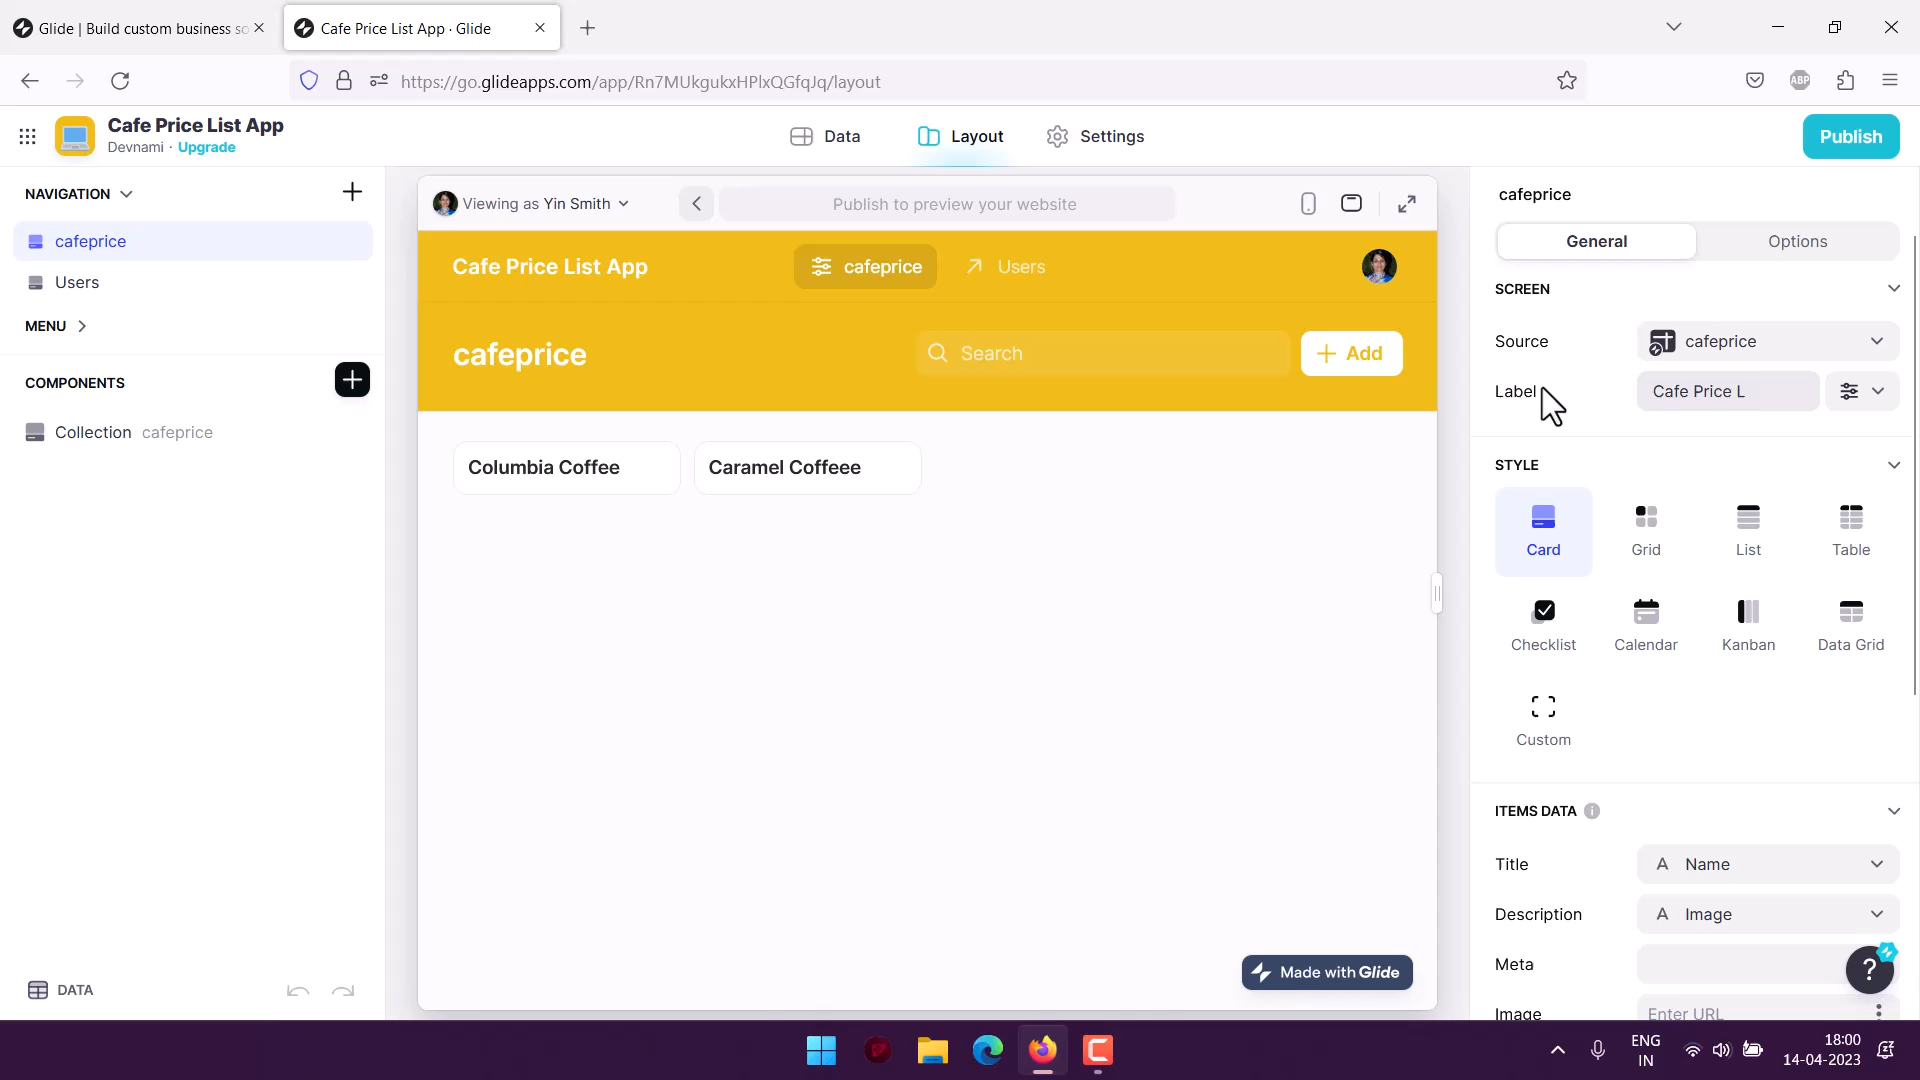 Glide | Build custom business so
Cafe Price List App · Glide
https://go.glideapps.com/app/Rn7MUkgukxHPlxQGfqJq/layout
ABP
Cafe Price List App
Devnami · Upgrade
Data
Layout
Settings
Publish
NAVIGATION
cafeprice
Users
MENU
COMPONENTS
Collection cafeprice
DATA
Viewing as Yin Smith
Publish to preview your website
Cafe Price List App
cafeprice
Users
cafeprice
Search
Add
Columbia Coffee
Caramel Coffeee
Made with Glide
cafeprice
General
Options
SCREEN
Source
cafeprice
Label
Cafe Price L
STYLE
Card
Grid
List
Table
Checklist
Calendar
Kanban
Data Grid
Custom
ITEMS DATA
Title
A Name
Description
A Image
Meta
Image
Enter URL
?
ENG
IN
18:00
14-04-2023